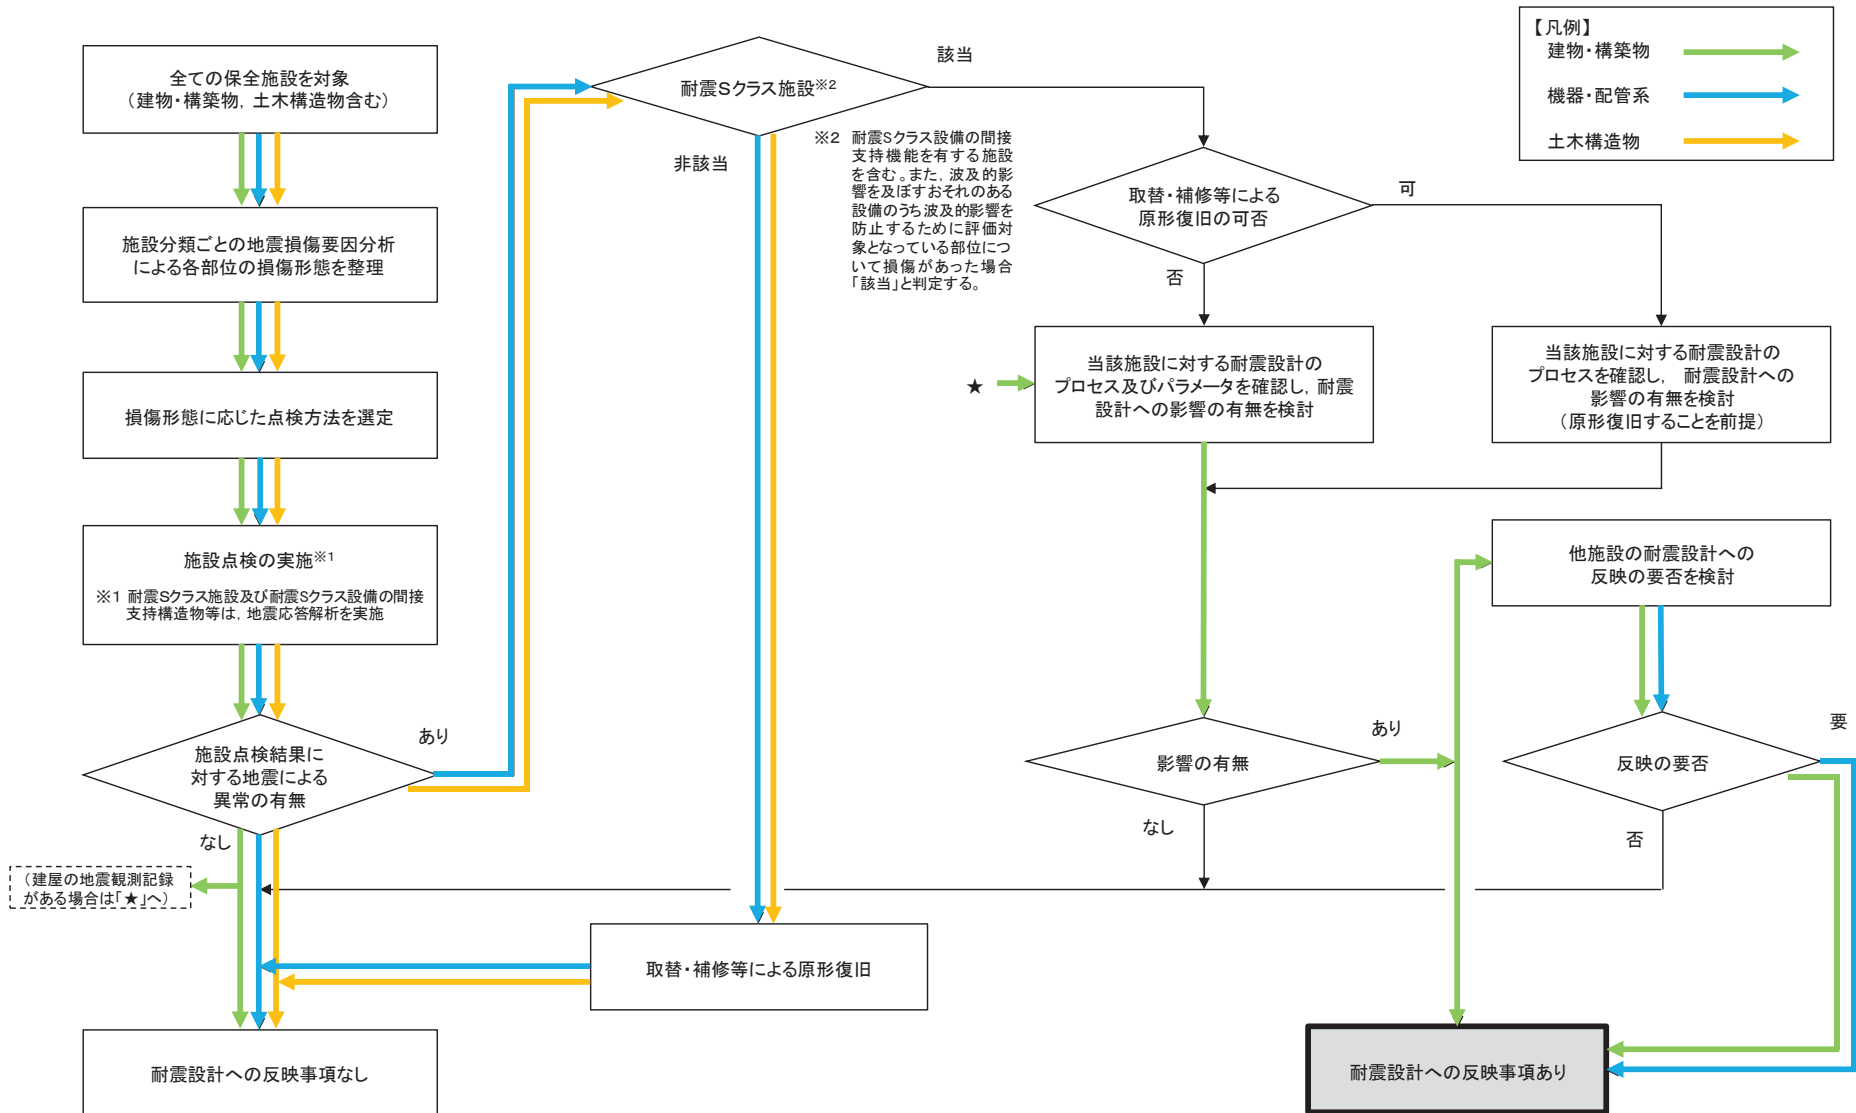 全ての保全施設を対象
(建物・構築物，土木構造物含む)
施設分類ごとの地震損傷要因分析
による各部位の損傷形態を整理
損傷形態に応じた点検方法を選定
施設点検の実施※1
※1 耐震Sクラス施設及び耐震Sクラス設備の間接
支持構造物等は，地震応答解析を実施
施設点検結果に
対する地震による
異常の有無
あり
なし
(建屋の地震観測記録
がある場合は「★」へ)
耐震設計への反映事項なし
耐震Sクラス施設※2
該当
非該当
※2 耐震Sクラス設備の間接
支持機能を有する施設
を含む。また，波及的影
響を及ぼすおそれのある
設備のうち波及的影響を
防止するために評価対
象となっている部位につ
いて損傷があった場合
「該当」と判定する。
取替・補修等による原形復旧
取替・補修等による
原形復旧の可否
可
否
★
当該施設に対する耐震設計の
プロセス及びパラメータを確認し，耐震
設計への影響の有無を検討
当該施設に対する耐震設計の
プロセスを確認し，　耐震設計への
影響の有無を検討
(原形復旧することを前提)
影響の有無
あり
なし
他施設の耐震設計への
反映の要否を検討
反映の要否
要
否
耐震設計への反映事項あり
【凡例】
建物・構築物
機器・配管系
土木構造物